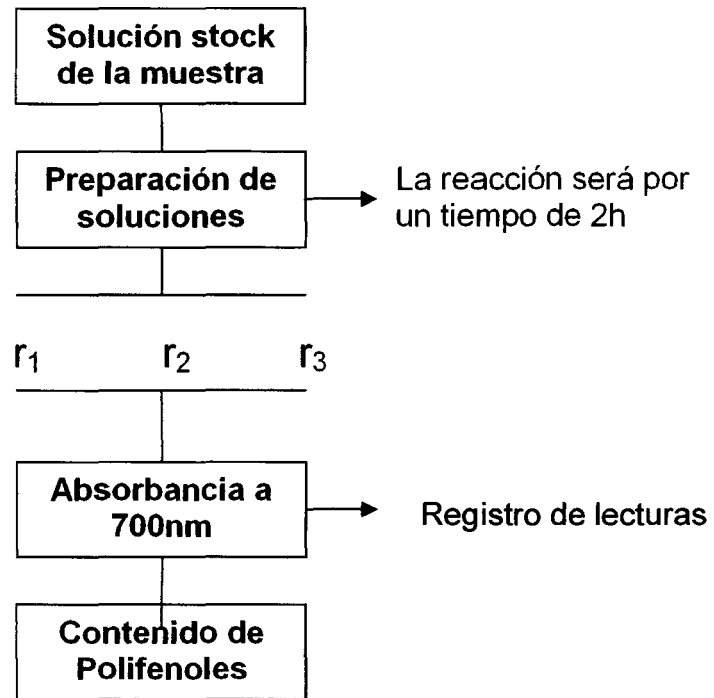 Solución stock
de la muestra
Preparación de
soluciones
La reacción será por
un tiempo de 2h
r₁ r₂ r₃
Absorbancia a
700nm
Registro de lecturas
Contenido de
Polifenoles